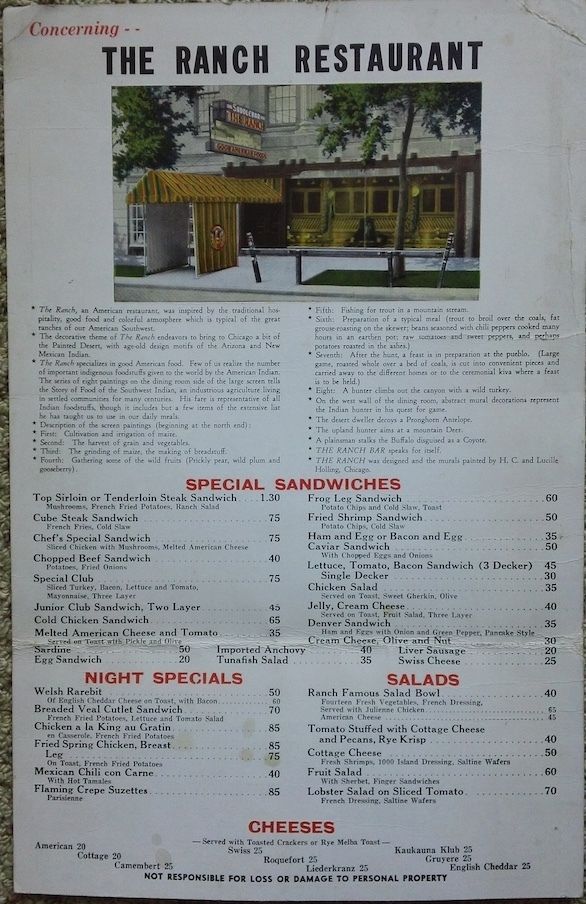 Concerning - -
THE RANCH RESTAURANT
SADDLEBAR
THE RANCH
GOOD AMERICAN FOOD
* The Ranch, an American restaurant, was inspired by the traditional hos-
pitality, good food and colorful atmosphere which is typical of the great
ranches of our American Southwest.
* The decorative theme of The Ranch endeavors to bring to Chicago a bit of
the Painted Desert, with age-old design motifs of the Arizona and New
Mexican Indian.
* The Ranch specializes in good American food. Few of us realize the number
of important indigenous foodstuffs given to the world by the American Indian.
The series of eight paintings on the dining room side of the large screen tells
the Story of Food of the Southwest Indian, an industrious agriculture living
in settled communities for many centuries. His fare is representative of all
Indian foodstuffs, though it includes but a few items of the extensive list
he has taught us to use in our daily meals.
* Description of the screen paintings (beginning at the north end):
* First: Cultivation and irrigation of maize.
* Second: The harvest of grain and vegetables.
* Third: The grinding of maize, the making of breadstuff.
* Fourth: Gathering some of the wild fruits (Prickly pear, wild plum and
gooseberry).
* Fifth: Fishing for trout in a mountain stream.
* Sixth: Preparation of a typical meal (trout to broil over the coals, fat
grouse roasting on the skewer; beans seasoned with chili peppers cooked many
hours in an earthen pot; raw tomatoes and sweet peppers, and perhaps
potatoes roasted in the ashes.)
* Seventh: After the hunt, a feast is in preparation at the pueblo. (Large
game, roasted whole over a bed of coals, is cut into convenient pieces and
carried away to the different homes or to the ceremonial kiva where a feast
is to be held.)
* Eight: A hunter climbs out the canyon with a wild turkey.
* On the west wall of the dining room, abstract mural decorations represent
the Indian hunter in his quest for game.
* The desert dweller decoys a Pronghorn Antelope.
* The upland hunter aims at a mountain Deer.
* A plainsman stalks the Buffalo disguised as a Coyote.
* THE RANCH BAR speaks for itself.
* THE RANCH was designed and the murals painted by H. C. and Lucille
Holling, Chicago.
SPECIAL SANDWICHES
Top Sirloin or Tenderloin Steak Sandwich 1.30
Mushrooms, French Fried Potatoes, Ranch Salad
Cube Steak Sandwich 75
French Fries, Cold Slaw
Chef's Special Sandwich 75
Sliced Chicken with Mushrooms, Melted American Cheese
Chopped Beef Sandwich 40
Potatoes, Fried Onions
Special Club 75
Sliced Turkey, Bacon, Lettuce and Tomato,
Mayonnaise, Three Layer
Junior Club Sandwich, Two Layer 45
Cold Chicken Sandwich 65
Melted American Cheese and Tomato 35
Served on Toast with Pickle and Olive
Frog Leg Sandwich 60
Potato Chips and Cold Slaw, Toast
Fried Shrimp Sandwich 50
Potato Chips, Cold Slaw
Ham and Egg or Bacon and Egg 35
Caviar Sandwich 50
With Chopped Eggs and Onions
Lettuce, Tomato, Bacon Sandwich (3 Decker) 45
Single Decker 30
Chicken Salad 35
Served on Toast, Sweet Gherkin, Olive
Jelly, Cream Cheese 40
Served on Toast, Fruit Salad, Three Layer
Denver Sandwich 35
Ham and Eggs with Onion and Green Pepper, Pancake Style
Cream Cheese, Olive and Nut 30
Sardine 50 Imported Anchovy 40 Liver Sausage 20
Egg Sandwich 20 Tunafish Salad 35 Swiss Cheese 25
NIGHT SPECIALS
Welsh Rarebit 50
Of English Cheddar Cheese on Toast, with Bacon 60
Breaded Veal Cutlet Sandwich 70
French Fried Potatoes, Lettuce and Tomato Salad
Chicken a la King au Gratin 85
en Casserole, French Fried Potatoes
Fried Spring Chicken, Breast 85
Leg 75
On Toast, French Fried Potatoes
Mexican Chili con Carne 40
With Hot Tamales
Flaming Crepe Suzettes 85
Parisienne
SALADS
Ranch Famous Salad Bowl 40
Fourteen Fresh Vegetables, French Dressing,
Served with Julienne Chicken 65
American Cheese 45
Tomato Stuffed with Cottage Cheese
and Pecans, Rye Krisp 40
Cottage Cheese 50
Fresh Shrimps, 1000 Island Dressing, Saltine Wafers
Fruit Salad 60
With Sherbet, Finger Sandwiches
Lobster Salad on Sliced Tomato 70
French Dressing, Saltine Wafers
CHEESES
—Served with Toasted Crackers or Rye Melba Toast—
American 20 Swiss 25 Kaukauna Klub 25
Cottage 20 Roquefort 25 Gruyere 25
Camembert 25 Liederkranz 25 English Cheddar 25
NOT RESPONSIBLE FOR LOSS OR DAMAGE TO PERSONAL PROPERTY